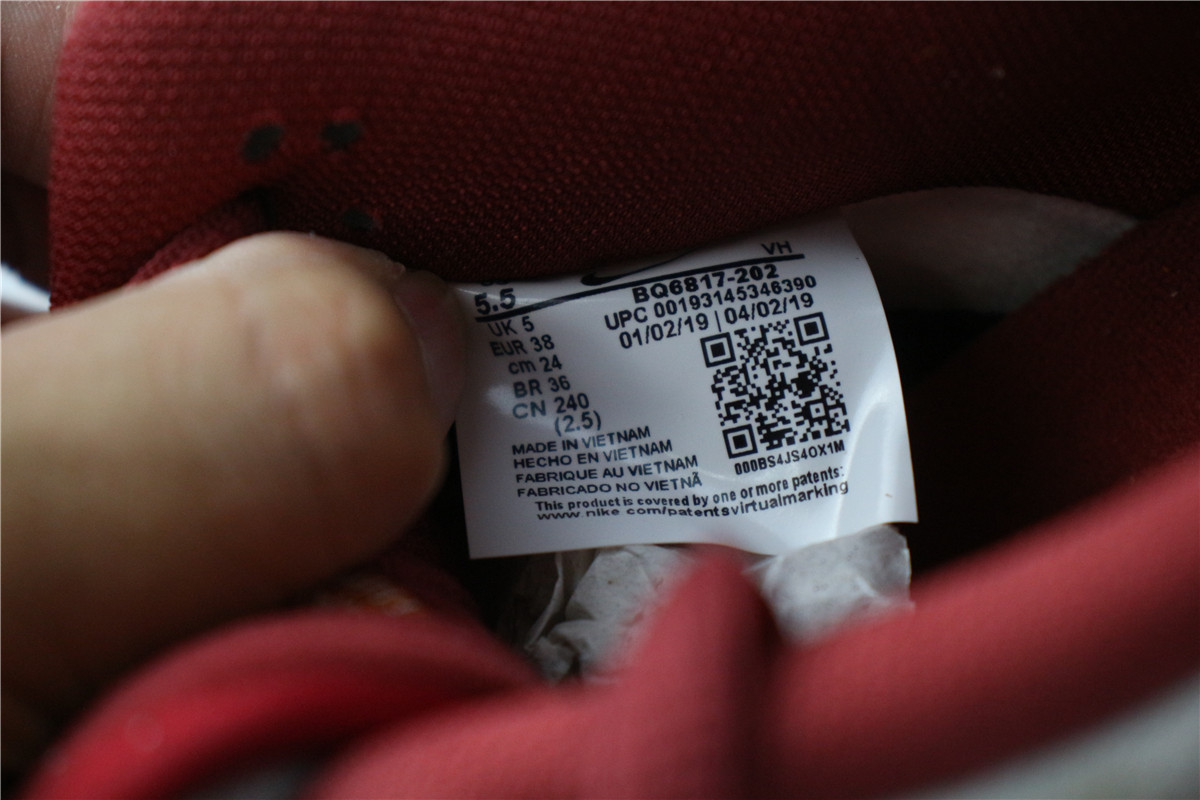 VH
5.5
BQ6817-202
UPC 00193145346390
01/02/19 | 04/02/19
UK 5
EUR 38
cm 24
BR 36
CN 240
(2.5)
000BS4JS4OX1M
MADE IN VIETNAM
HECHO EN VIETNAM
FABRIQUE AU VIETNAM
FABRICADO NO VIETNÃ
This product is covered by one or more patents:
www.nike.com/patentsvirtualmarking